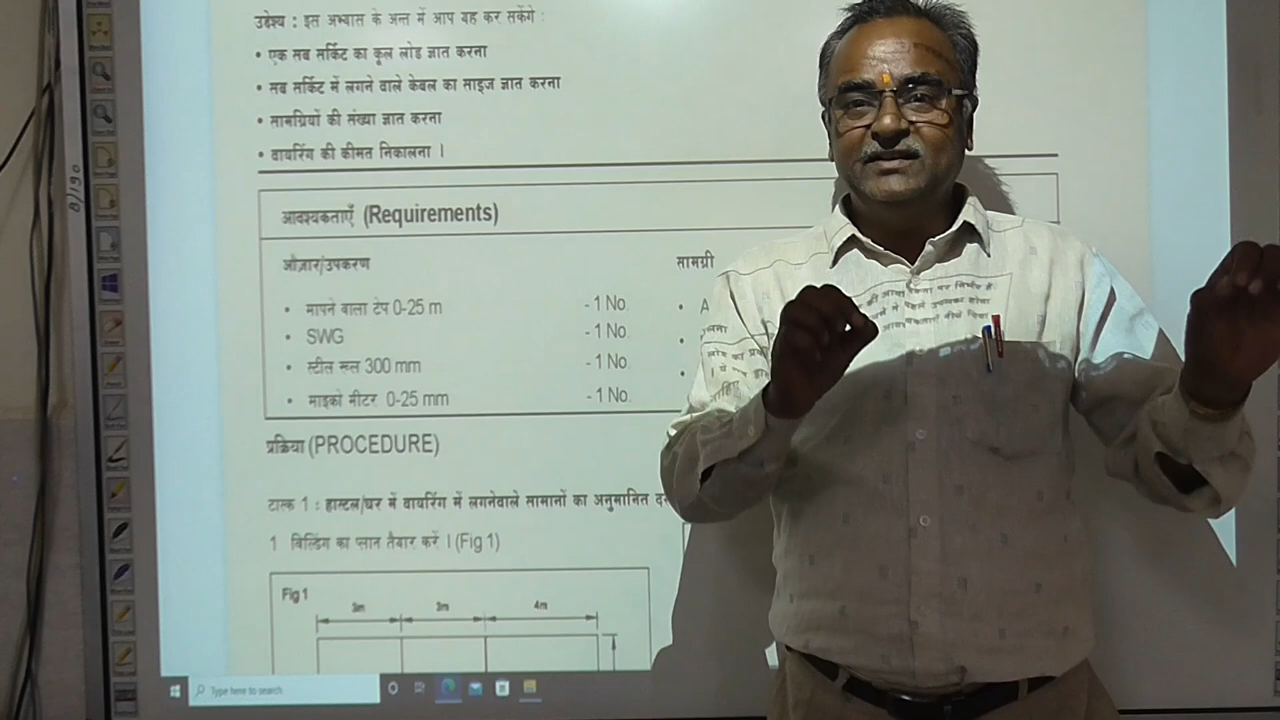 उद्देश्य : इस अभ्यास के अन्त में आप यह कर सकेंगे :
• एक सब सर्किट का कूल लोड ज्ञात करना
• सब सर्किट में लगने वाले केबल का साइज ज्ञात करना
• सामग्रियों की संख्या ज्ञात करना
• वायरिंग की कीमत निकालना ।
8/190
आवश्यकताएँ (Requirements)
औज़ार/उपकरण
सामग्री
• मापने वाला टेप 0-25 m - 1 No. • A
• SWG - 1 No. •
• स्टील रूल 300 mm - 1 No. •
• माइको मीटर 0-25 mm - 1 No.
प्रक्रिया (PROCEDURE)
टास्क 1 : हास्टल/घर में वायरिंग में लगनेवाले सामानों का अनुमानित
1 बिल्डिंग का प्लान तैयार करें । (Fig 1)
Fig 1
3m 3m 4m
Type here to search